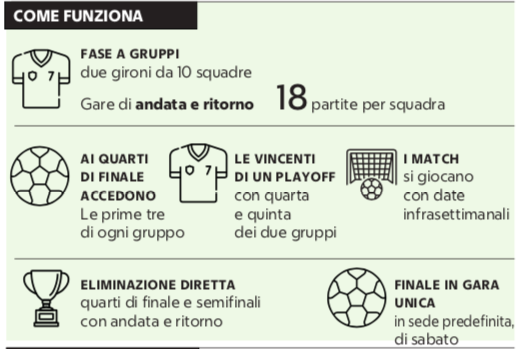 COME FUNZIONA
FASE A GRUPPI
due gironi da 10 squadre
Gare di andata e ritorno 18 partite per squadra
AI QUARTI
DI FINALE
ACCEDONO
Le prime tre
di ogni gruppo
0 7
LE VINCENTI
DI UN PLAYOFF
con quarta
e quinta
dei due gruppi
I MATCH
si giocano
con date
infrasettimanali
ELIMINAZIONE DIRETTA
quarti di finale e semifinali
con andata e ritorno
FINALE IN GARA
UNICA
in sede predefinita,
di sabato